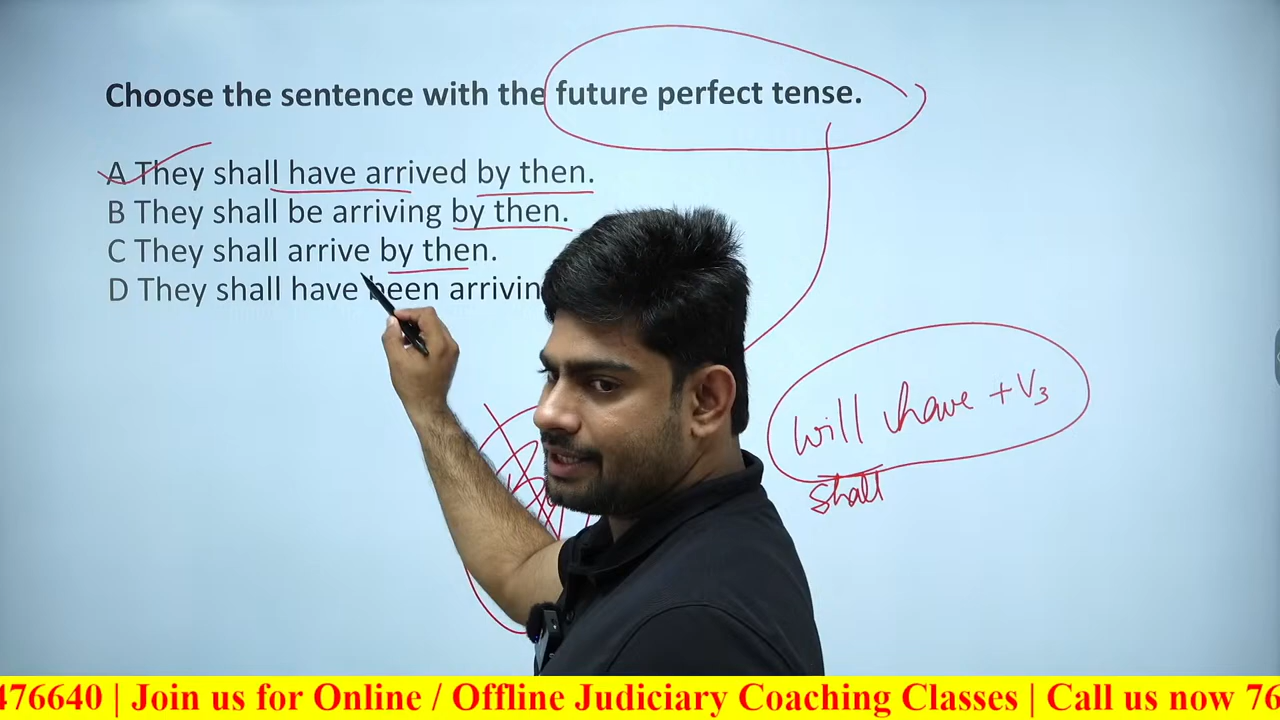 Choose the sentence with the future perfect tense.
A They shall have arrived by then.
B They shall be arriving by then.
C They shall arrive by then.
D They shall have been arrivin
will have + V3
shall
476640 | Join us for Online / Offline Judiciary Coaching Classes | Call us now 76